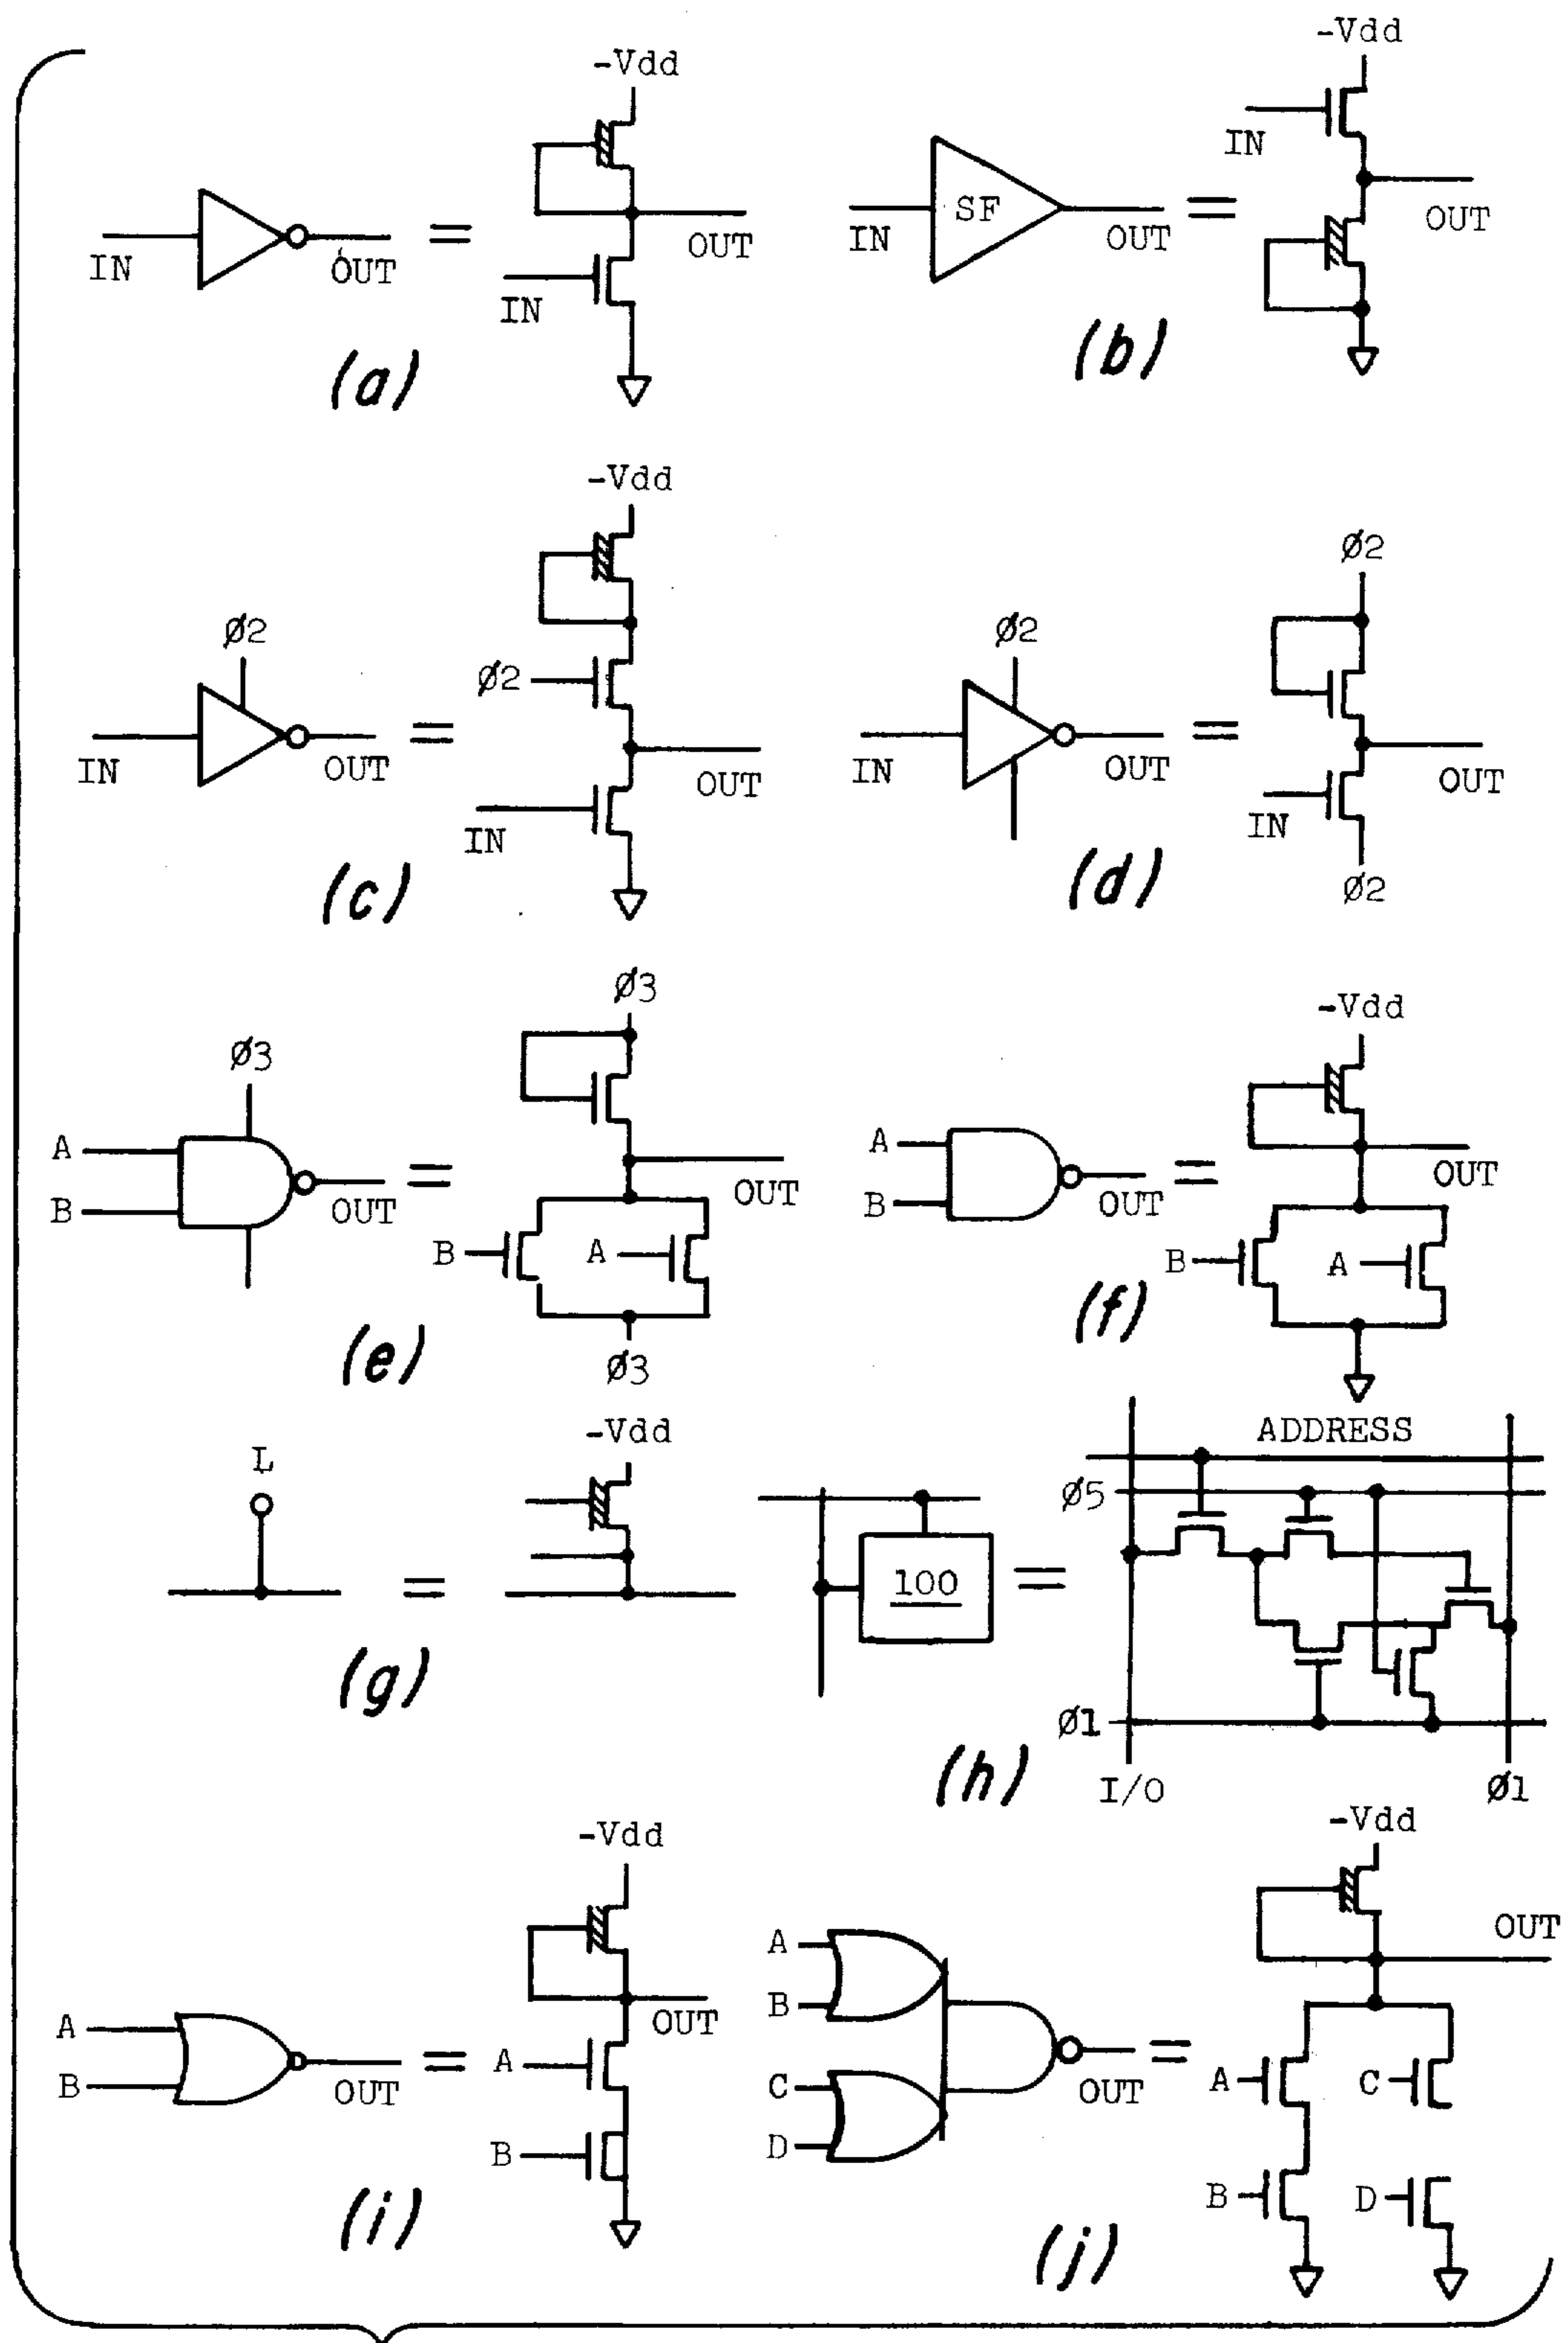 -Vdd
IN
OUT
=
IN
OUT
(a)
-Vdd
IN
SF
OUT
=
IN
OUT
(b)
Ø2
IN
OUT
=
-Vdd
Ø2
OUT
IN
(c)
Ø2
IN
OUT
=
Ø2
OUT
IN
Ø2
(d)
Ø3
A
B
OUT
=
Ø3
OUT
B
A
Ø3
(e)
A
B
OUT
=
-Vdd
OUT
B
A
(f)
L
=
-Vdd
(g)
100
=
ADDRESS
Ø5
Ø1
I/O
Ø1
(h)
A
B
OUT
=
-Vdd
OUT
A
B
(i)
A
B
C
D
OUT
=
-Vdd
OUT
A
C
B
D
(j)